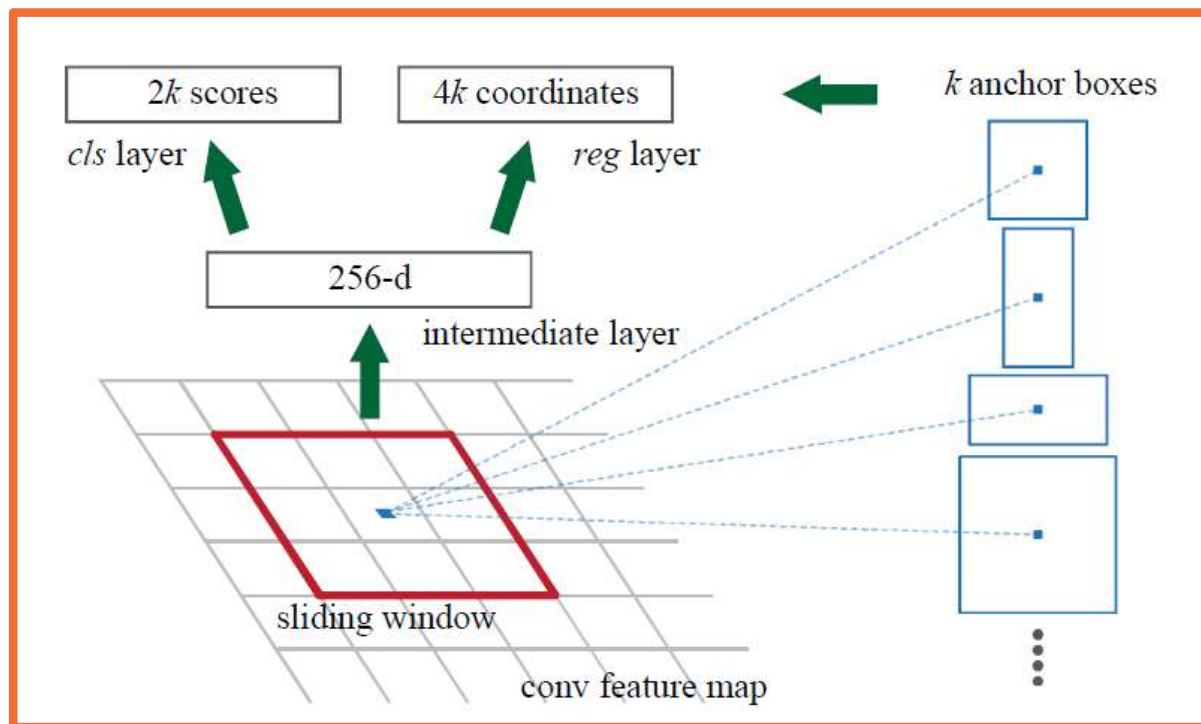 2k scores
4k coordinates
k anchor boxes
cls layer
reg layer
256-d
intermediate layer
sliding window
conv feature map